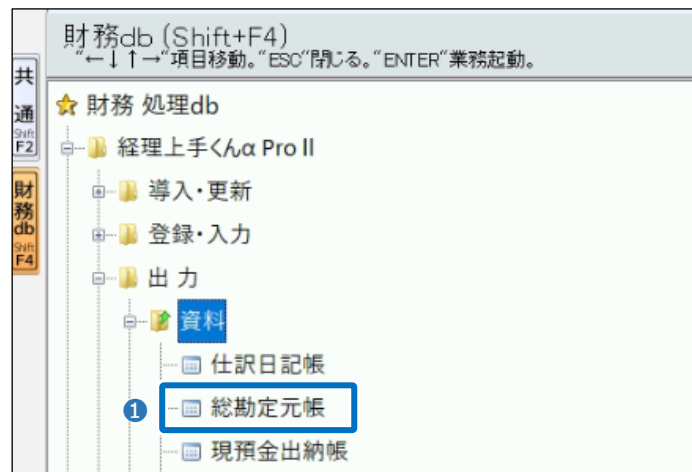 財務db (Shift+F4)
“←↓↑→”項目移動。“ESC”閉じる。“ENTER”業務起動。
共通
Shift
F2
財務db
Shift
F4
財務 処理db
経理上手くんα Pro II
導入・更新
登録・入力
出 力
資料
仕訳日記帳
1 総勘定元帳
現預金出納帳